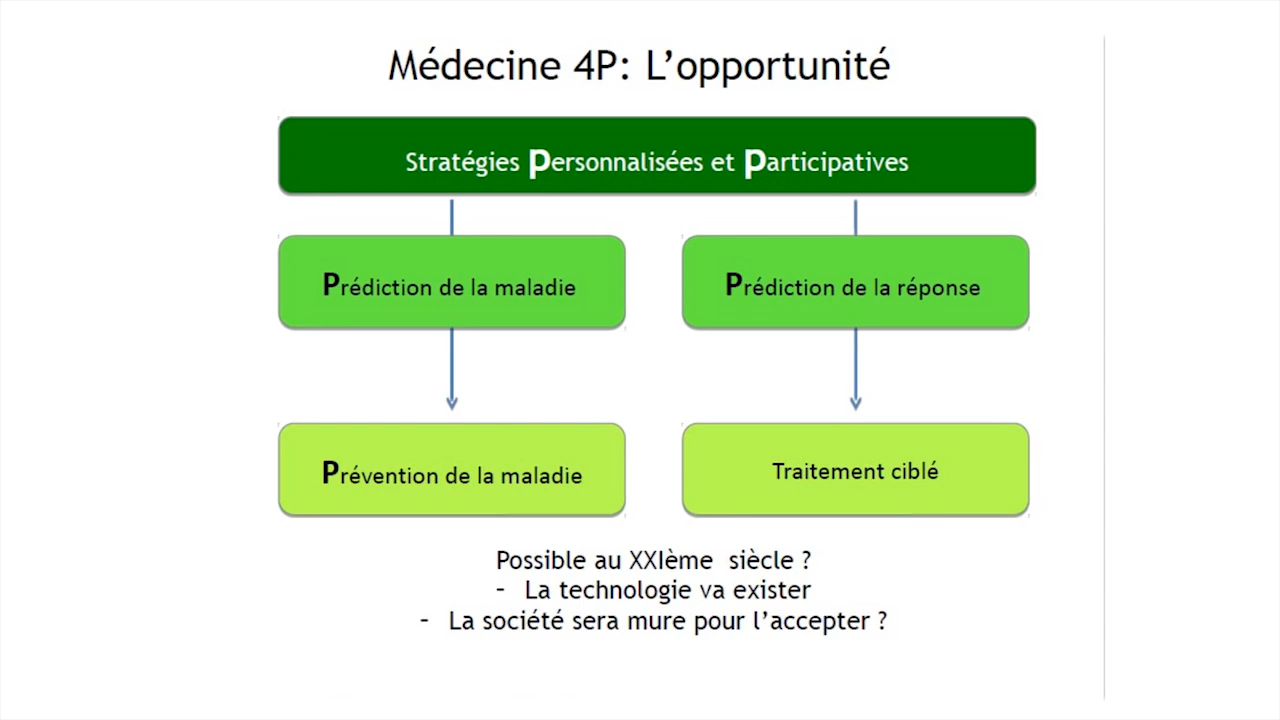 Médecine 4P: L’opportunité
Stratégies Personnalisées et Participatives
Prédiction de la maladie
Prédiction de la réponse
Prévention de la maladie
Traitement ciblé
Possible au XXIème siècle ?
- La technologie va exister
- La société sera mure pour l’accepter ?